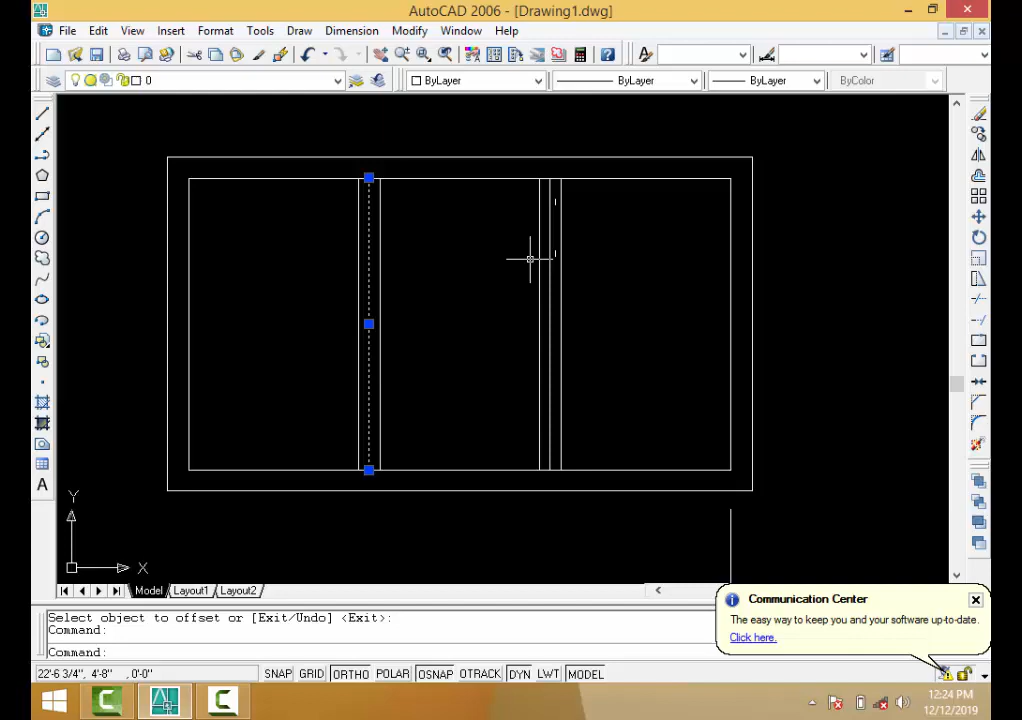 AutoCAD 2006 - [Drawing1.dwg]
File Edit View Insert Format Tools Draw Dimension Modify Window Help
0 ByLayer ByLayer ByLayer ByColor
A
Y
X
Model Layout1 Layout2
Select object to offset or [Exit/Undo] <Exit>:
Command:
Command:
Communication Center
The easy way to keep you and your software up-to-date.
Click here.
22'-6 3/4", 4'-8" , 0'-0" SNAP GRID ORTHO POLAR OSNAP OTRACK DYN LWT MODEL
12:24 PM
12/12/2019